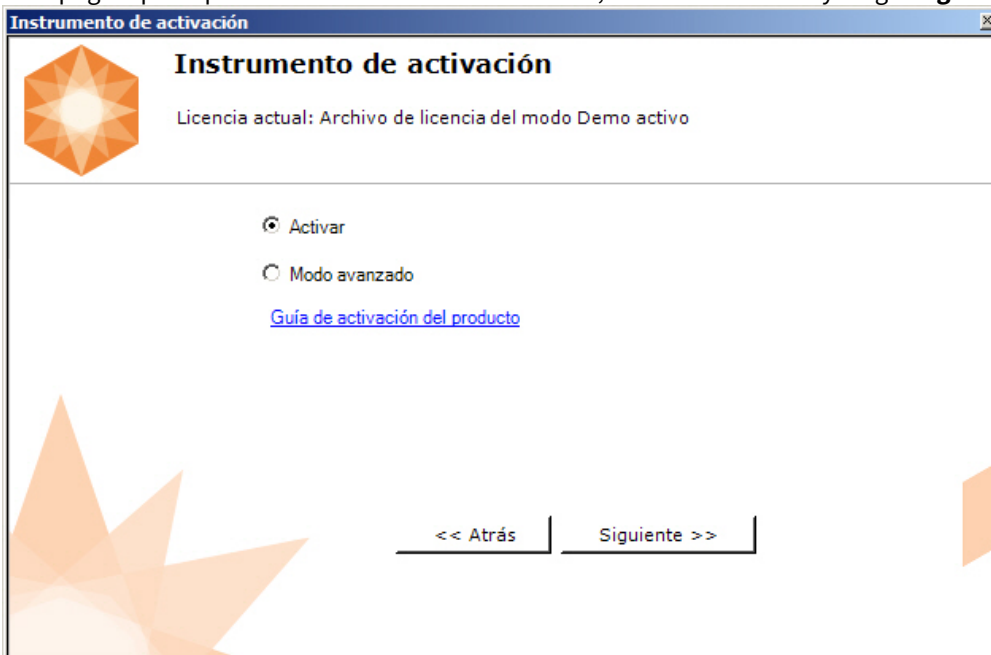 Instrumento de activación
Instrumento de activación
Licencia actual: Archivo de licencia del modo Demo activo
Activar
Modo avanzado
Guía de activación del producto
<< Atrás
Siguiente >>